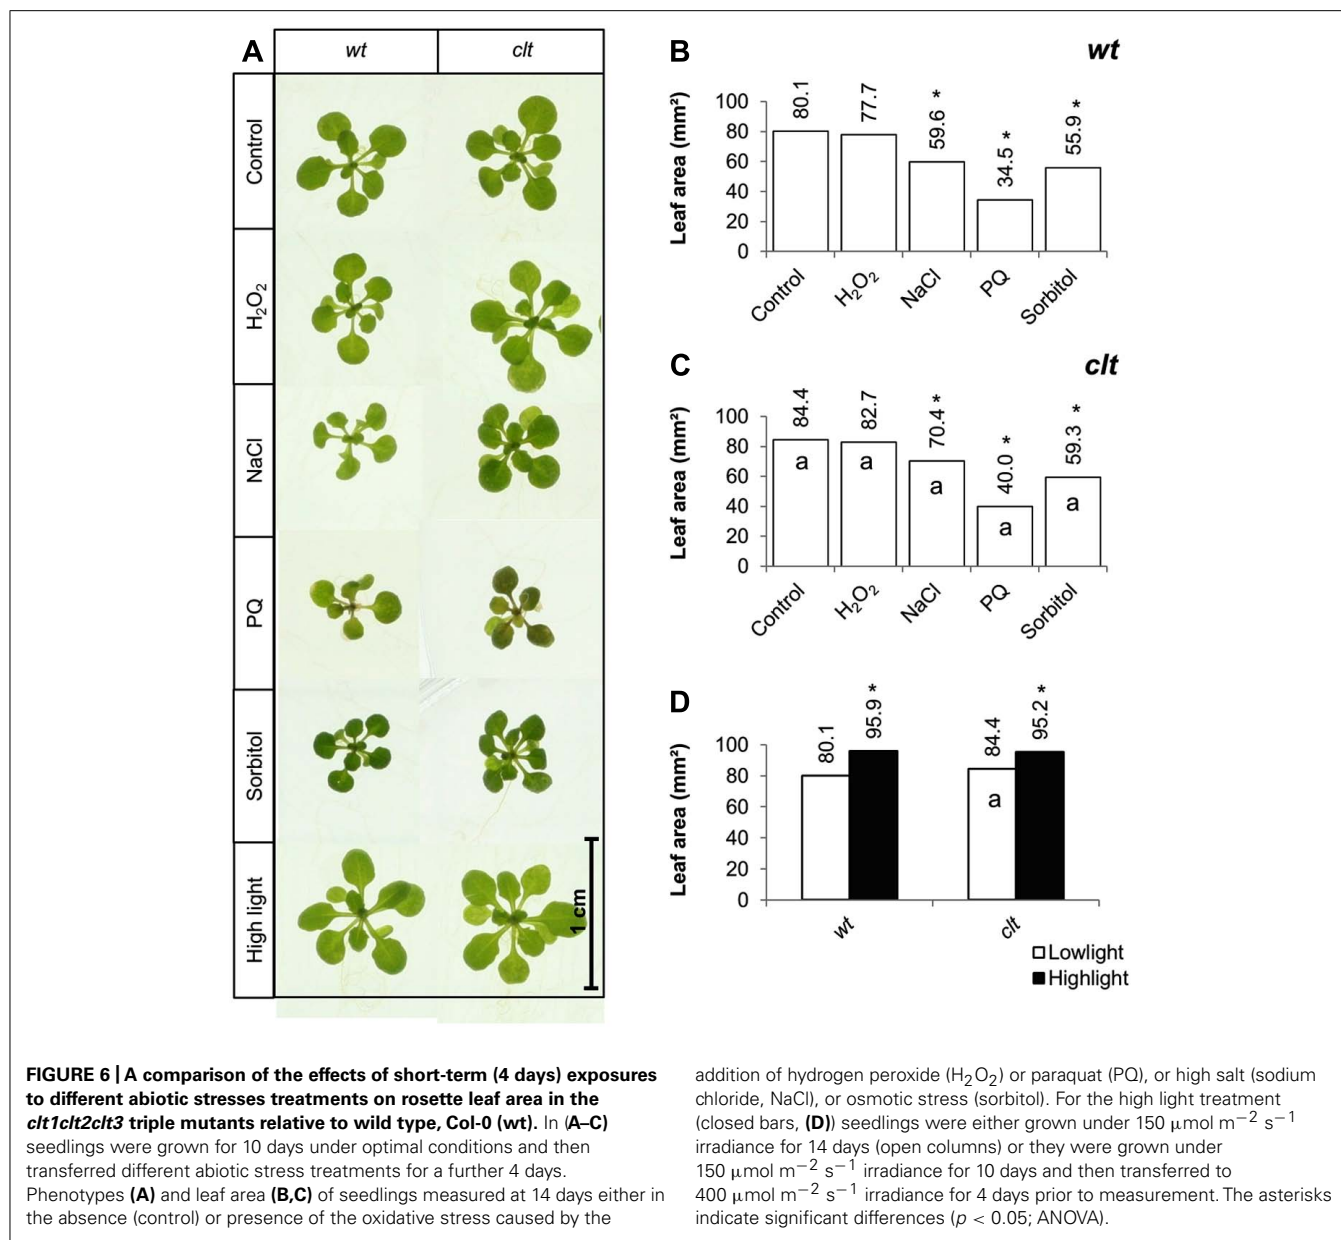 A
wt
clt
Control
H₂O₂
NaCl
PQ
Sorbitol
High light
1 cm
B
wt
Leaf area (mm²)
100
80
60
40
20
0
80.1
77.7
59.6 *
34.5 *
55.9 *
Control
H₂O₂
NaCl
PQ
Sorbitol
C
clt
Leaf area (mm²)
100
80
60
40
20
0
84.4
82.7
70.4 *
40.0 *
59.3 *
a
a
a
a
a
Control
H₂O₂
NaCl
PQ
Sorbitol
D
Leaf area (mm²)
100
80
60
40
20
0
80.1
95.9 *
84.4
95.2 *
a
wt
clt
Lowlight
Highlight
FIGURE 6 | A comparison of the effects of short-term (4 days) exposures
to different abiotic stresses treatments on rosette leaf area in the
clt1clt2clt3 triple mutants relative to wild type, Col-0 (wt). In (A–C)
seedlings were grown for 10 days under optimal conditions and then
transferred different abiotic stress treatments for a further 4 days.
Phenotypes (A) and leaf area (B,C) of seedlings measured at 14 days either in
the absence (control) or presence of the oxidative stress caused by the
addition of hydrogen peroxide (H₂O₂) or paraquat (PQ), or high salt (sodium
chloride, NaCl), or osmotic stress (sorbitol). For the high light treatment
(closed bars, (D)) seedlings were either grown under 150 μmol m⁻² s⁻¹
irradiance for 14 days (open columns) or they were grown under
150 μmol m⁻² s⁻¹ irradiance for 10 days and then transferred to
400 μmol m⁻² s⁻¹ irradiance for 4 days prior to measurement. The asterisks
indicate significant differences (p < 0.05; ANOVA).